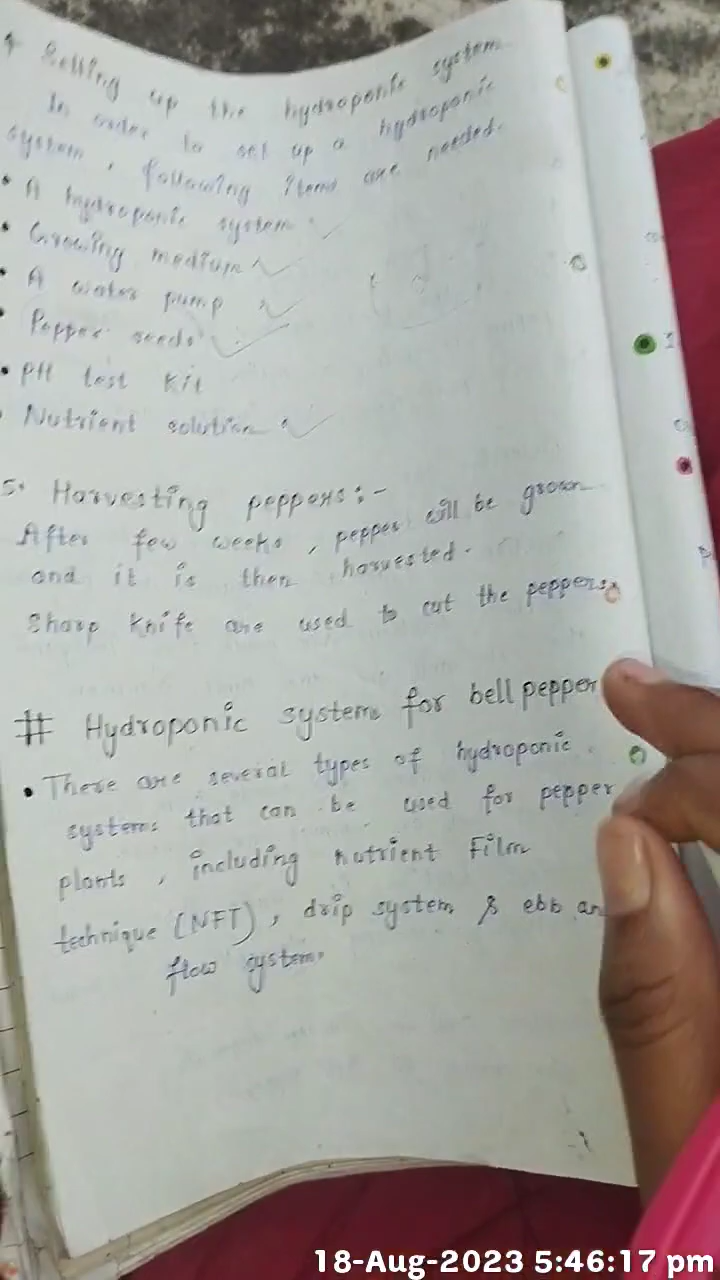 4 Setting up the hydroponic system
In order to set up a hydroponic
system, following items are needed.
• A hydroponic system.
• Growing medium
• A water pump
• Pepper seeds
• PH test Kit
• Nutrient solution.
5. Harvesting peppers:-
After few weeks, pepper will be grown
and it is then harvested.
Sharp Knife are used to cut the peppers.
# Hydroponic systems for bell pepper
• There are several types of hydroponic
systems that can be used for pepper
plants, including nutrient Film
technique (NFT), drip system & ebb an
flow system.
18-Aug-2023 5:46:17 pm